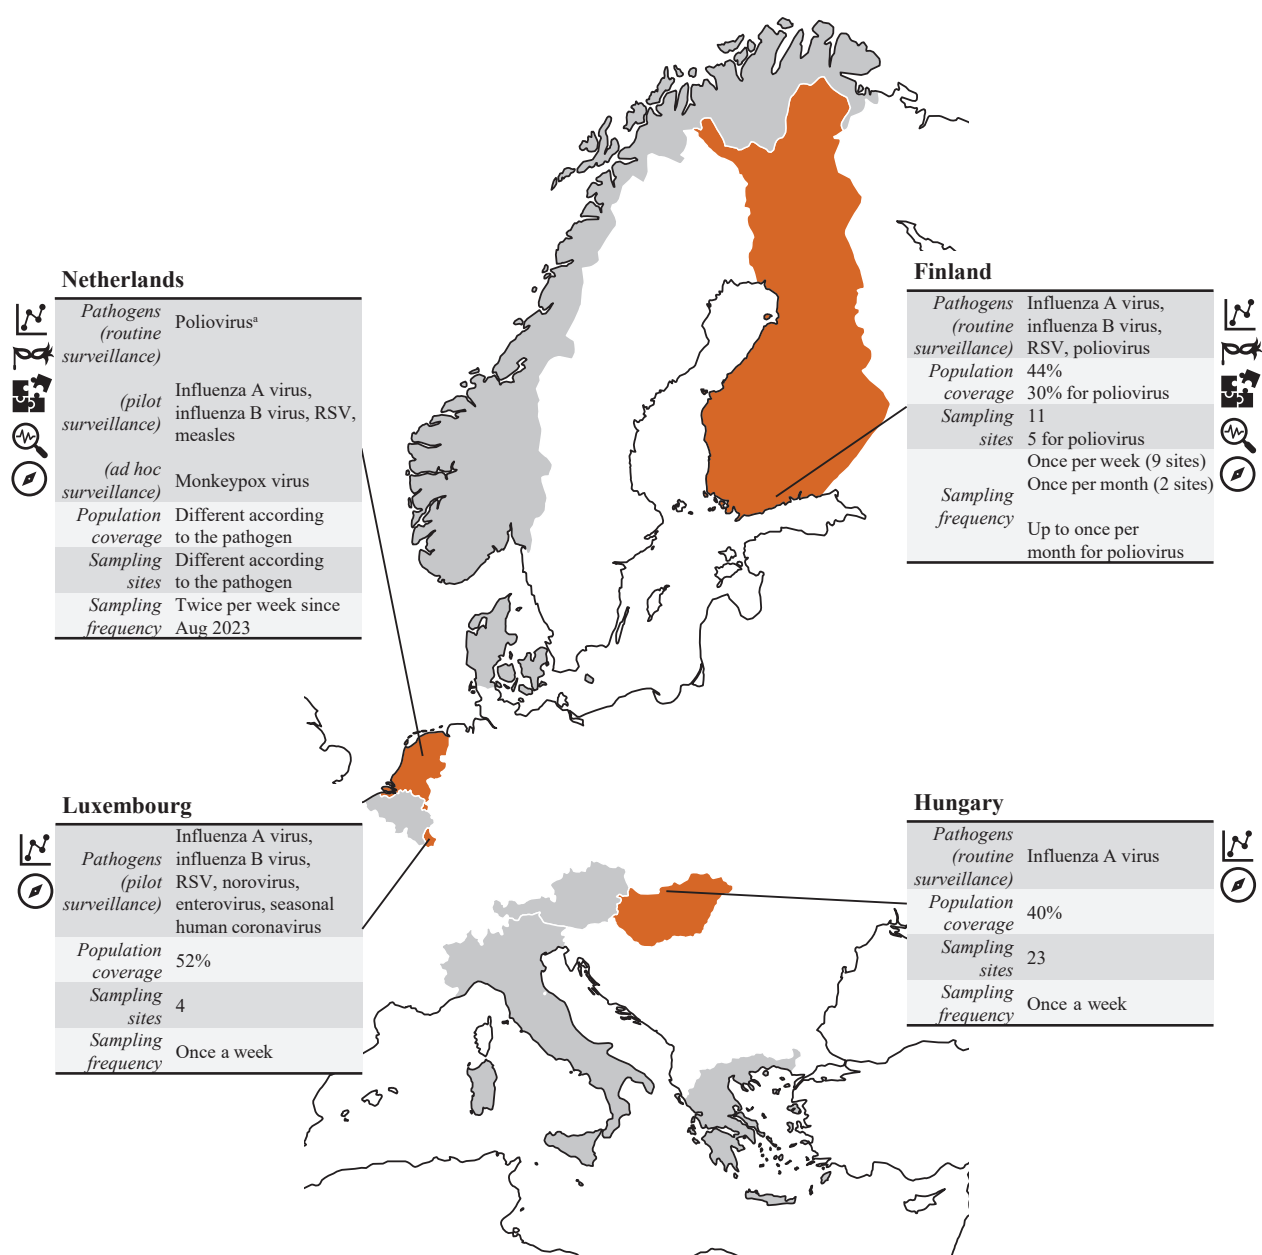 Netherlands
Pathogens
(routine
surveillance)
Poliovirusᵃ
(pilot
surveillance)
Influenza A virus,
influenza B virus, RSV,
measles
(ad hoc
surveillance)
Monkeypox virus
Population
coverage
Different according
to the pathogen
Sampling
sites
Different according
to the pathogen
Sampling
frequency
Twice per week since
Aug 2023
Finland
Pathogens
(routine
surveillance)
Influenza A virus,
influenza B virus,
RSV, poliovirus
Population
coverage
44%
30% for poliovirus
Sampling
sites
11
5 for poliovirus
Sampling
frequency
Once per week (9 sites)
Once per month (2 sites)
Up to once per
month for poliovirus
Luxembourg
Pathogens
(pilot
surveillance)
Influenza A virus,
influenza B virus,
RSV, norovirus,
enterovirus, seasonal
human coronavirus
Population
coverage
52%
Sampling
sites
4
Sampling
frequency
Once a week
Hungary
Pathogens
(routine
surveillance)
Influenza A virus
Population
coverage
40%
Sampling
sites
23
Sampling
frequency
Once a week